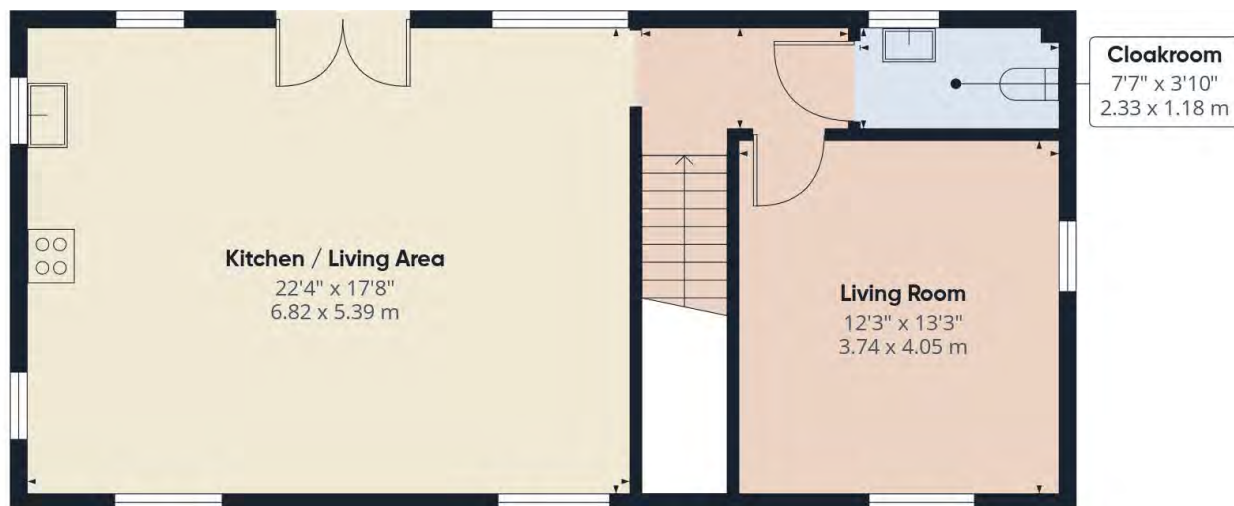 Kitchen / Living Area
22'4" x 17'8"
6.82 x 5.39 m
Living Room
12'3" x 13'3"
3.74 x 4.05 m
Cloakroom
7'7" x 3'10"
2.33 x 1.18 m